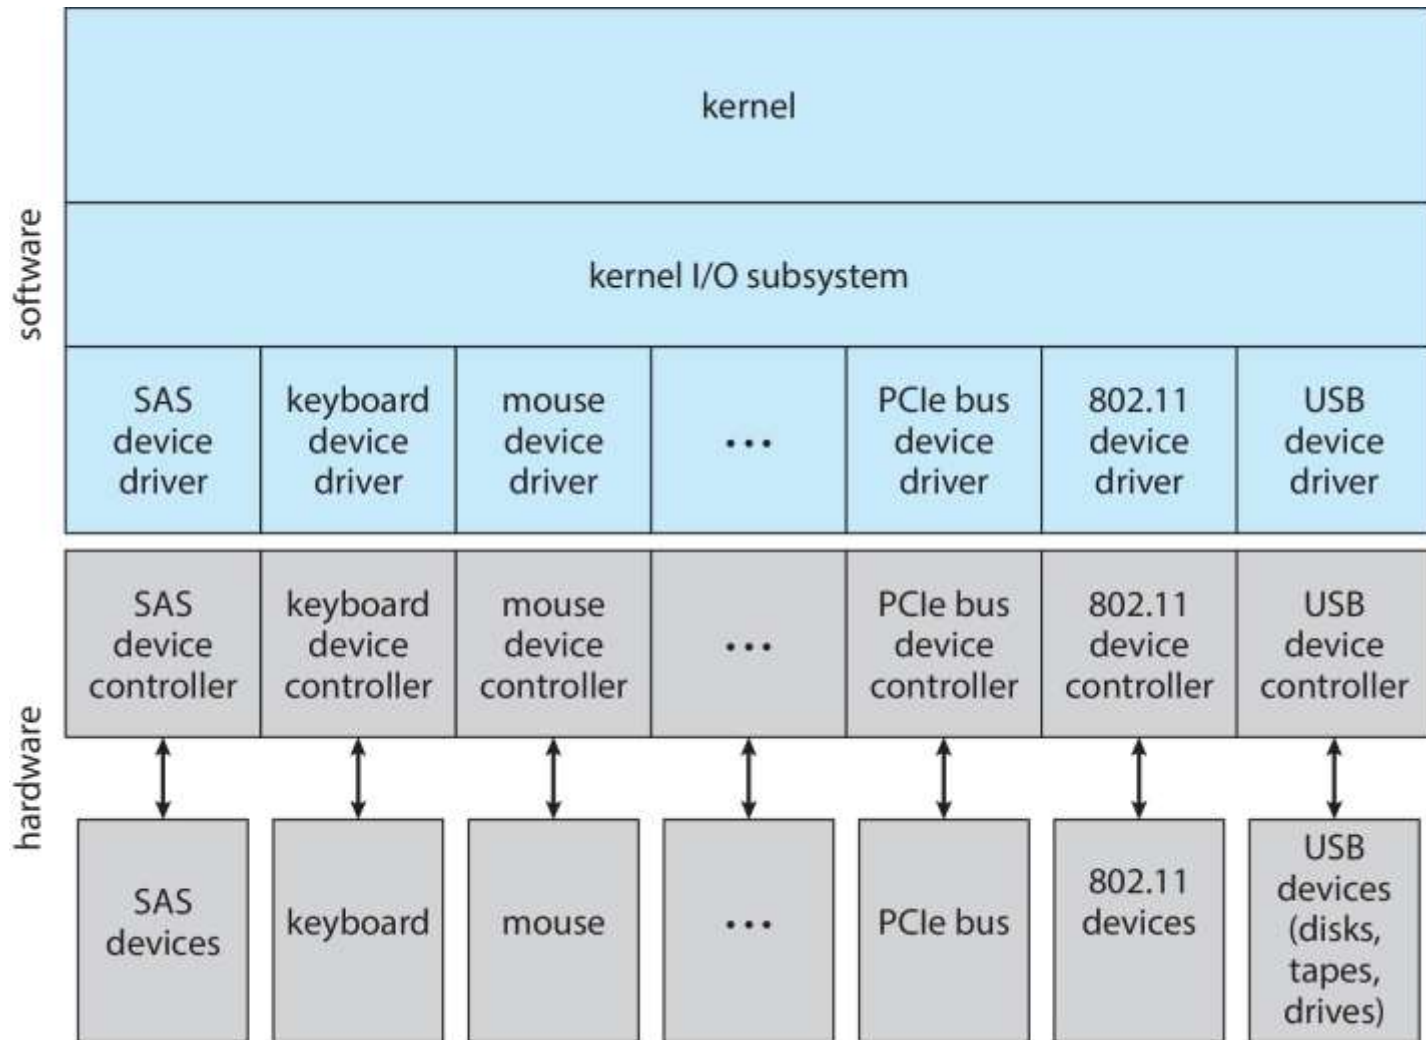 kernel
software
kernel I/O subsystem
SAS
device
driver
keyboard
device
driver
mouse
device
driver
...
PCIe bus
device
driver
802.11
device
driver
USB
device
driver
hardware
SAS
device
controller
keyboard
device
controller
mouse
device
controller
...
PCIe bus
device
controller
802.11
device
controller
USB
device
controller
SAS
devices
keyboard
mouse
...
PCIe bus
802.11
devices
USB
devices
(disks,
tapes,
drives)